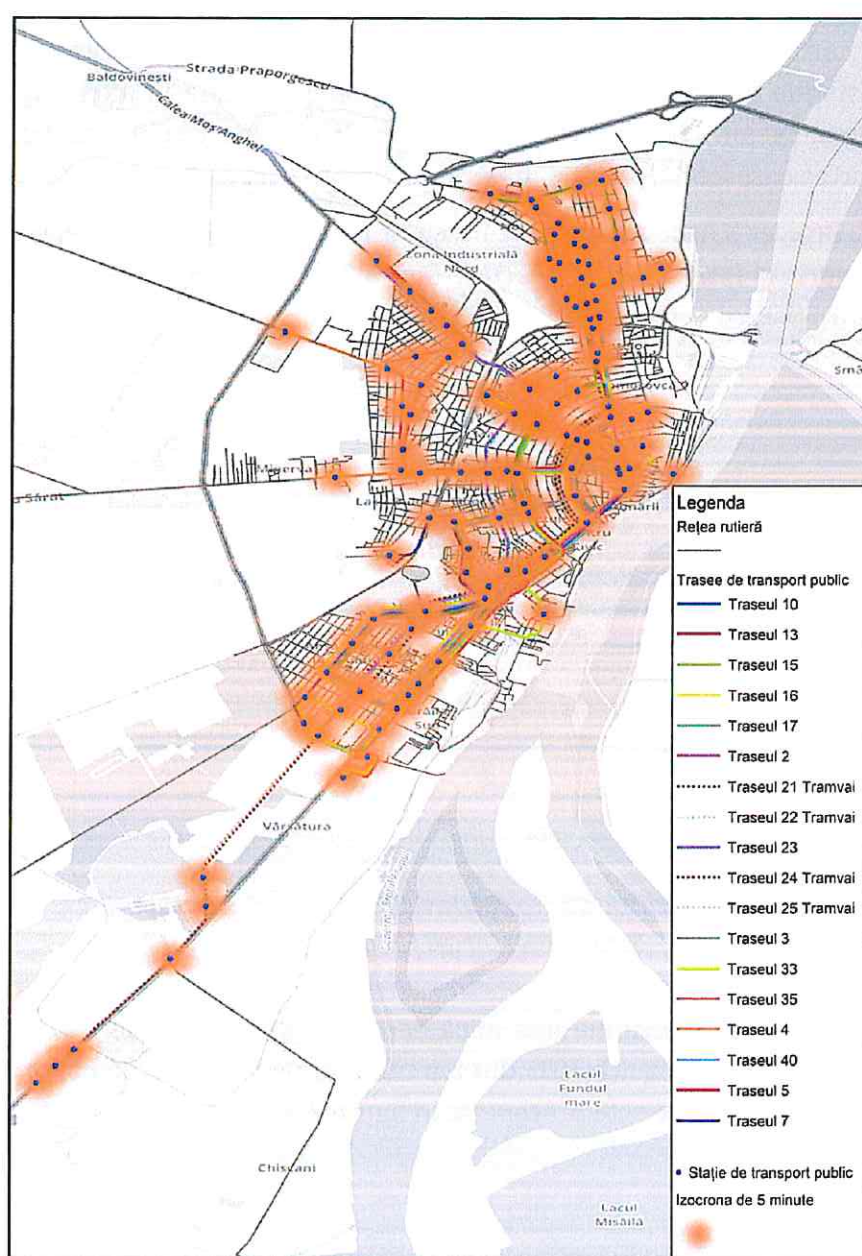 Baldovinești
Strada Praporgescu
Calea Moș Anghel
Zona Industrială
Nord
Minerva
Vărsătura
Chiscani
Lacul
Fundul
mare
Lacul
Misăilă
Legenda
Rețea rutieră
Trasee de transport public
Traseul 10
Traseul 13
Traseul 15
Traseul 16
Traseul 17
Traseul 2
Traseul 21 Tramvai
Traseul 22 Tramvai
Traseul 23
Traseul 24 Tramvai
Traseul 25 Tramvai
Traseul 3
Traseul 33
Traseul 35
Traseul 4
Traseul 40
Traseul 5
Traseul 7
Stație de transport public
Izocrona de 5 minute